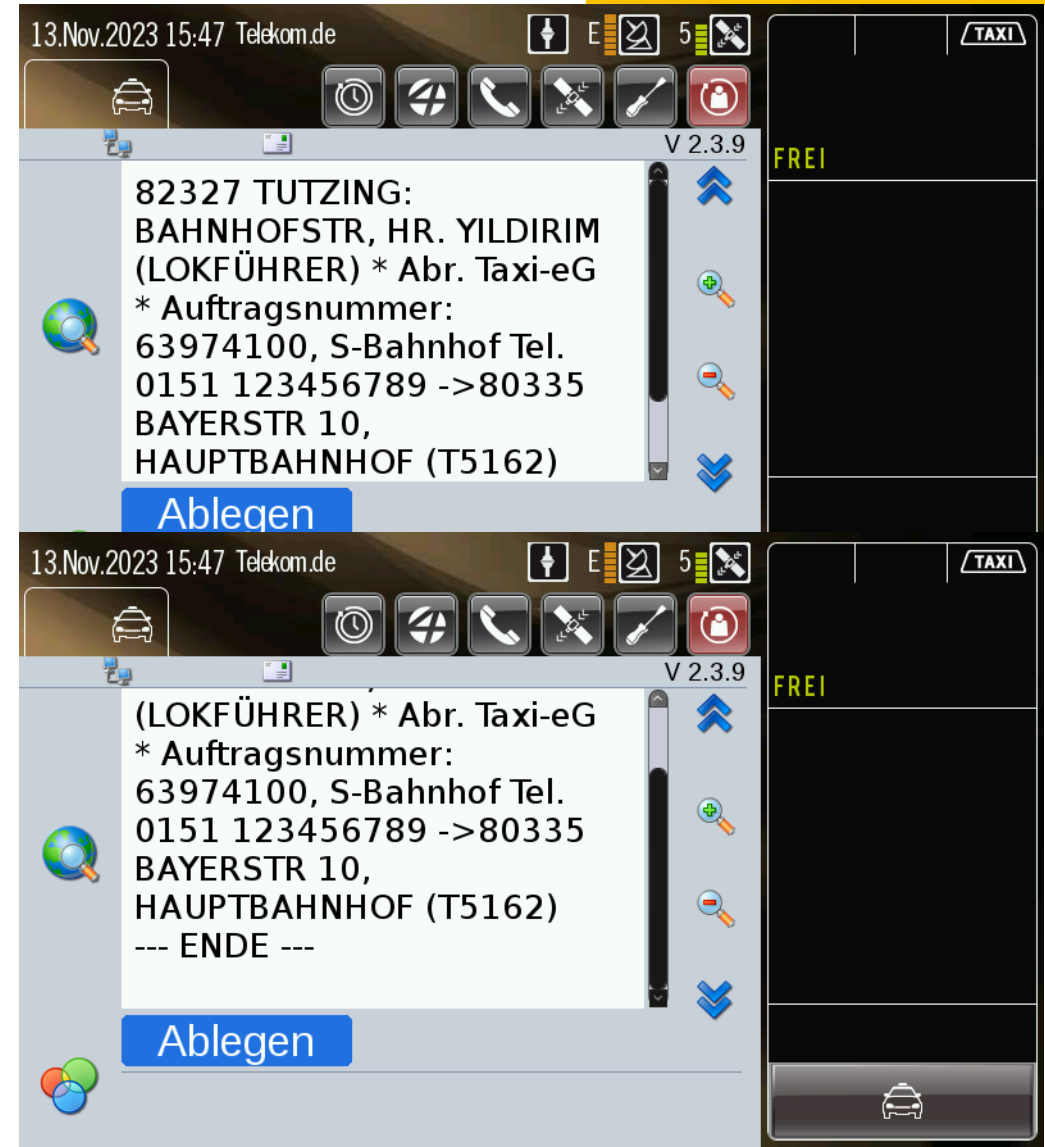 13.Nov.2023 15:47 Telekom.de E 5 TAXI
V 2.3.9
FREI
82327 TUTZING:
BAHNHOFSTR, HR. YILDIRIM
(LOKFÜHRER) * Abr. Taxi-eG
* Auftragsnummer:
63974100, S-Bahnhof Tel.
0151 123456789 ->80335
BAYERSTR 10,
HAUPTBAHNHOF (T5162)
Ablegen
13.Nov.2023 15:47 Telekom.de E 5 TAXI
V 2.3.9
FREI
(LOKFÜHRER) * Abr. Taxi-eG
* Auftragsnummer:
63974100, S-Bahnhof Tel.
0151 123456789 ->80335
BAYERSTR 10,
HAUPTBAHNHOF (T5162)
--- ENDE ---
Ablegen